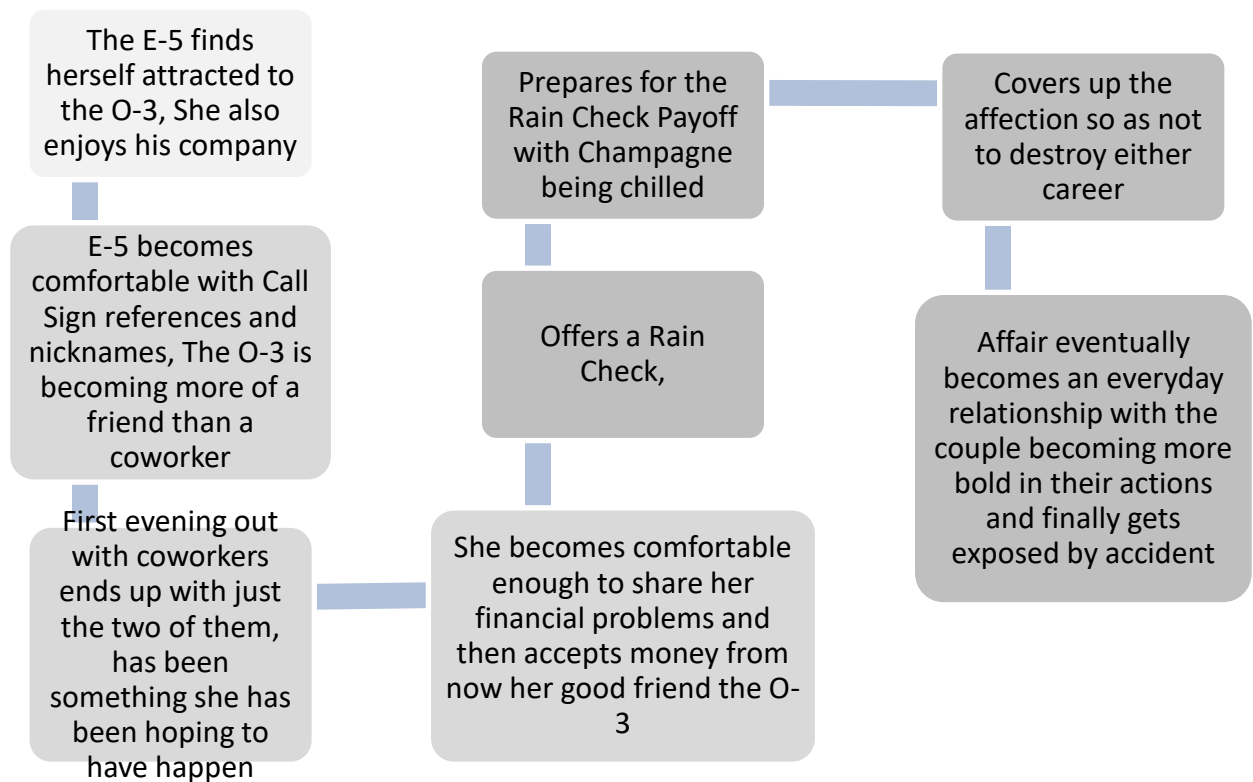 The E-5 finds
herself attracted to
the O-3, She also
enjoys his company
E-5 becomes
comfortable with Call
Sign references and
nicknames, The O-3 is
becoming more of a
friend than a
coworker
First evening out
with coworkers
ends up with just
the two of them,
has been
something she has
been hoping to
have happen
She becomes comfortable
enough to share her
financial problems and
then accepts money from
now her good friend the O-
3
Offers a Rain
Check,
Prepares for the
Rain Check Payoff
with Champagne
being chilled
Covers up the
affection so as not
to destroy either
career
Affair eventually
becomes an everyday
relationship with the
couple becoming more
bold in their actions
and finally gets
exposed by accident